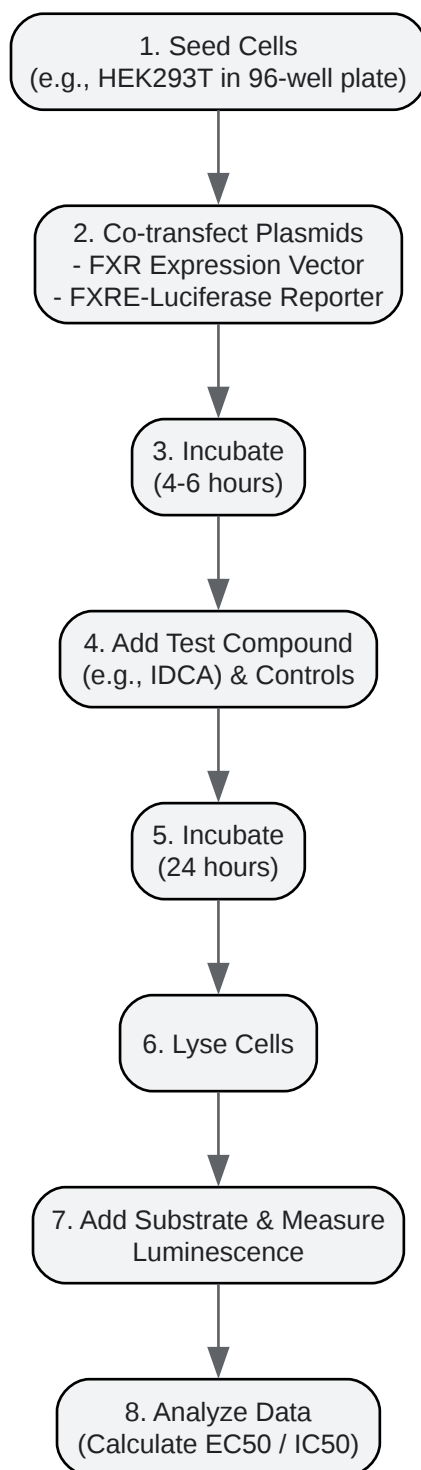 1. Seed Cells
(e.g., HEK293T in 96-well plate)
2. Co-transfect Plasmids
- FXR Expression Vector
- FXRE-Luciferase Reporter
3. Incubate
(4-6 hours)
4. Add Test Compound
(e.g., IDCA) & Controls
5. Incubate
(24 hours)
6. Lyse Cells
7. Add Substrate & Measure
Luminescence
8. Analyze Data
(Calculate EC50 / IC50)